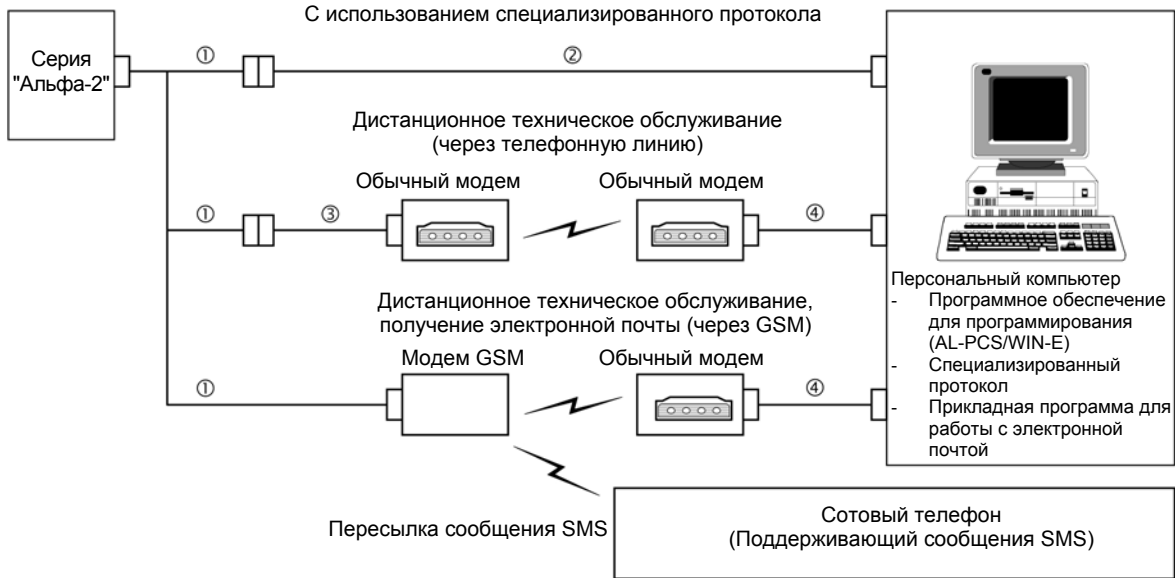 С использованием специализированного протокола
Серия
"Альфа-2"
①
②
Дистанционное техническое обслуживание
(через телефонную линию)
Обычный модем
Обычный модем
①
③
④
Дистанционное техническое обслуживание,
получение электронной почты (через GSM)
Модем GSM
Обычный модем
①
④
Персональный компьютер
- Программное обеспечение
для программирования
(AL-PCS/WIN-E)
- Специализированный
протокол
- Прикладная программа для
работы с электронной
почтой
Пересылка сообщения SMS
Сотовый телефон
(Поддерживающий сообщения SMS)